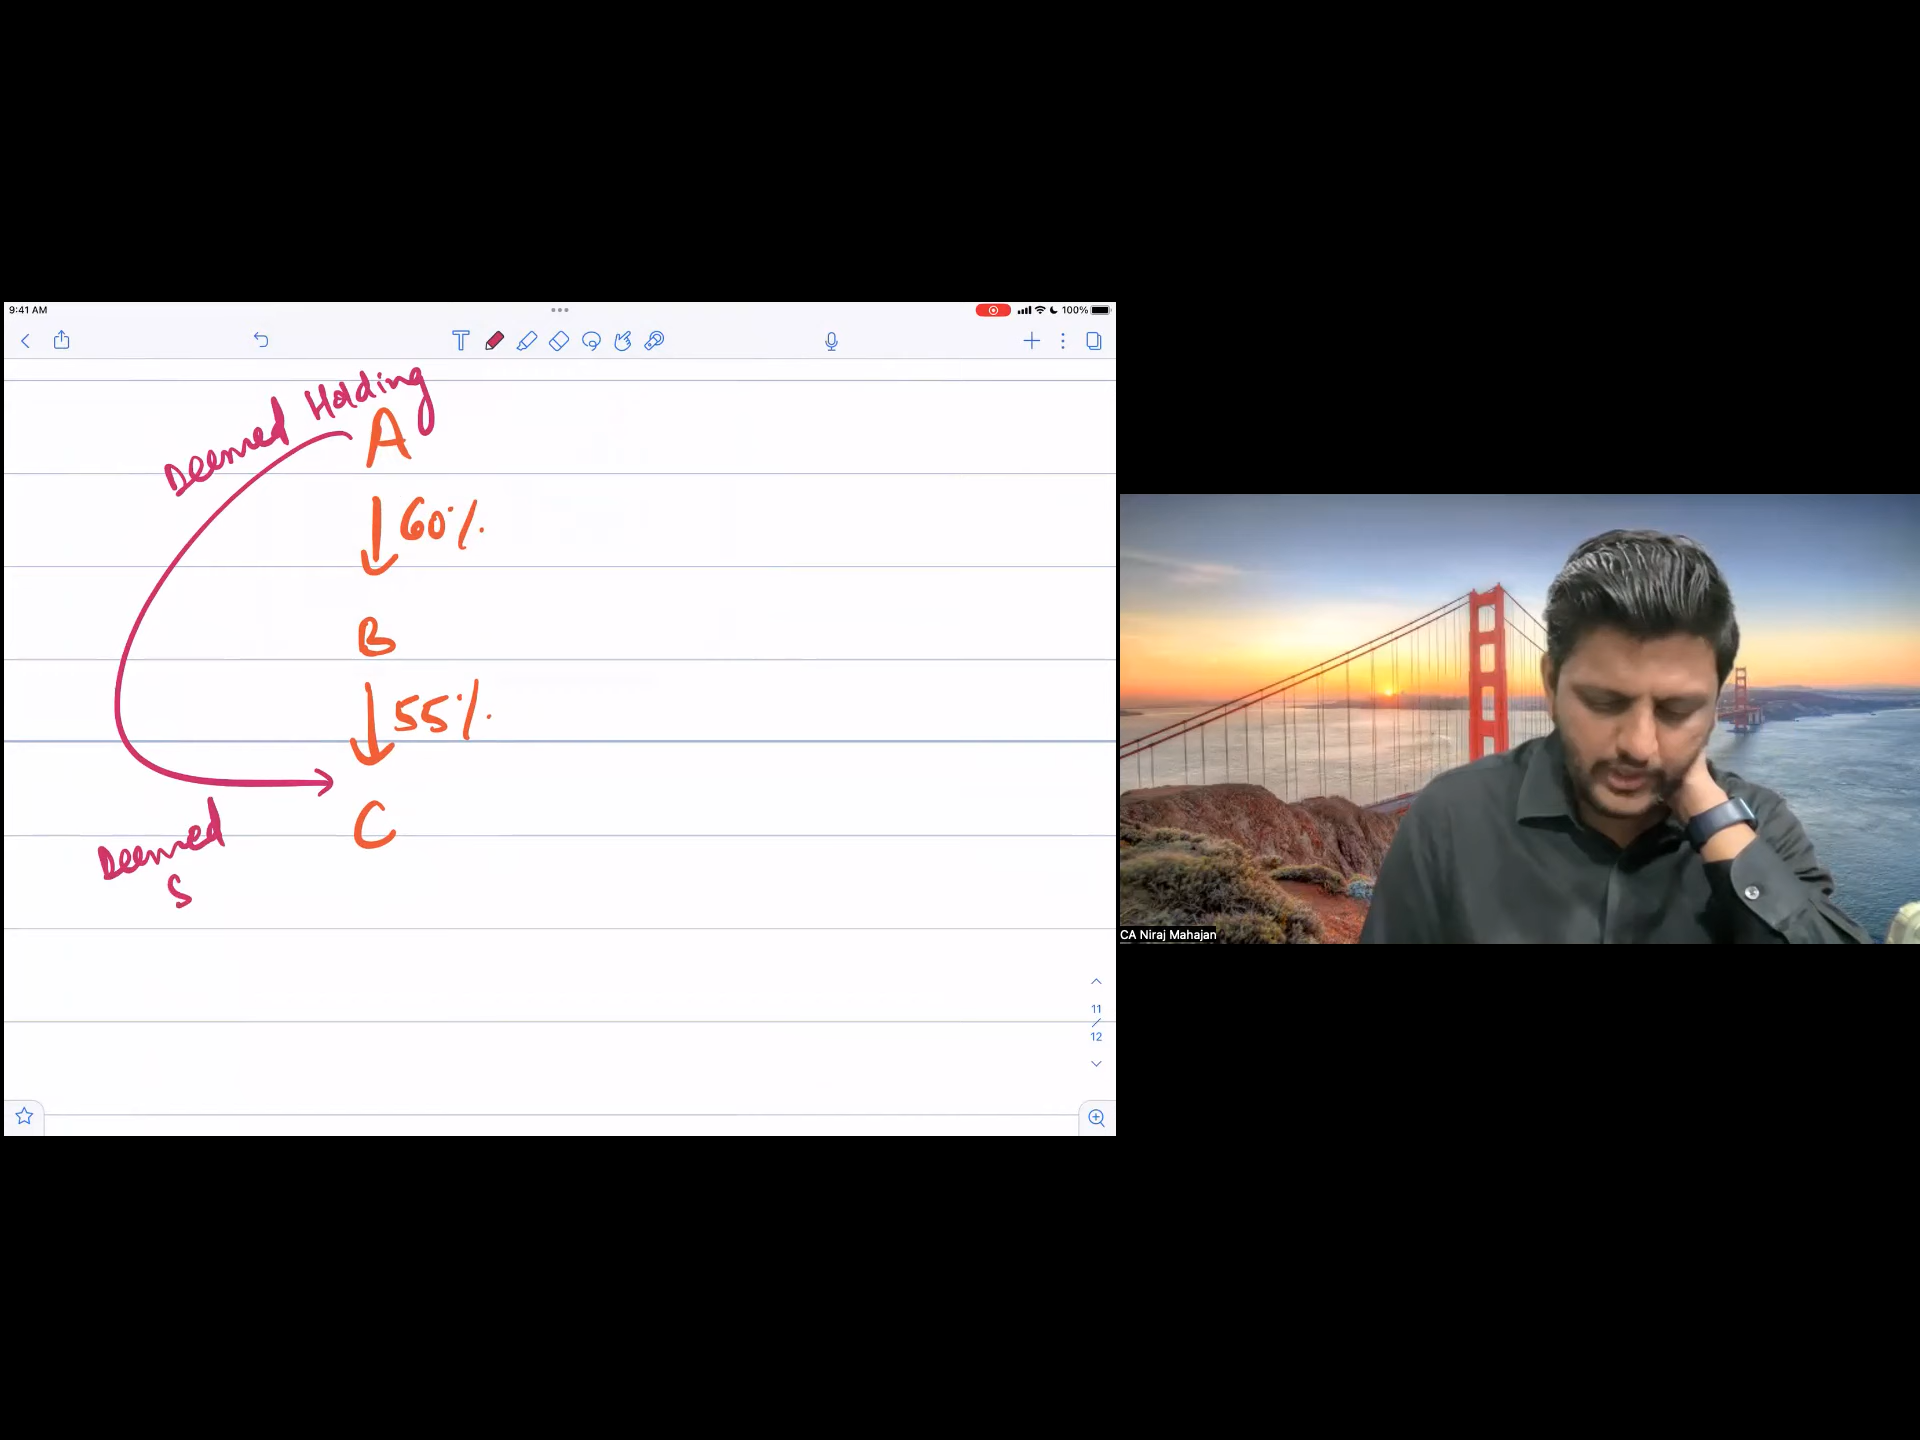 9:41 AM
100%
Deemed Holding
A
60%
B
55%
C
Deemed
S
11
12
CA Niraj Mahajan